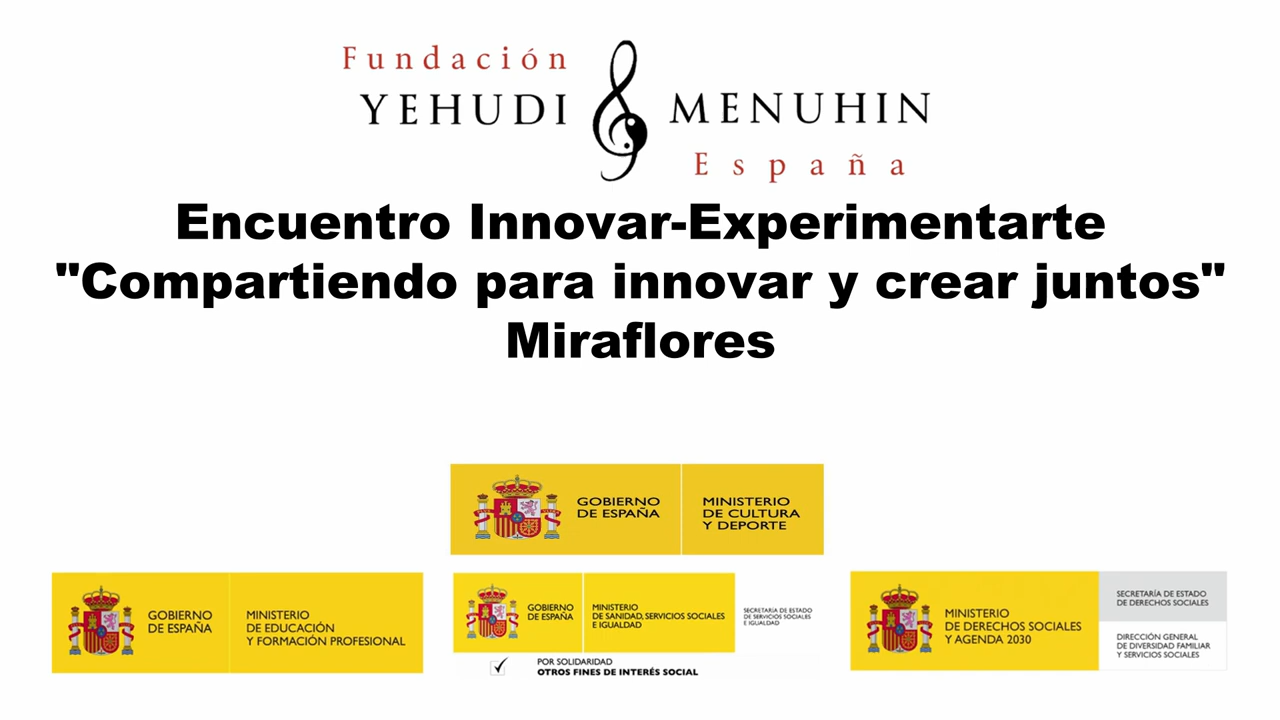 Fundación
YEHUDI MENUHIN
España
Encuentro Innovar-Experimentarte
"Compartiendo para innovar y crear juntos"
Miraflores
GOBIERNO
DE ESPAÑA
MINISTERIO
DE CULTURA
Y DEPORTE
GOBIERNO
DE ESPAÑA
MINISTERIO
DE EDUCACIÓN
Y FORMACIÓN PROFESIONAL
GOBIERNO
DE ESPAÑA
MINISTERIO
DE SANIDAD, SERVICIOS SOCIALES
E IGUALDAD
SECRETARÍA DE ESTADO
DE SERVICIOS SOCIALES
E IGUALDAD
POR SOLIDARIDAD
OTROS FINES DE INTERÉS SOCIAL
MINISTERIO
DE DERECHOS SOCIALES
Y AGENDA 2030
SECRETARÍA DE ESTADO
DE DERECHOS SOCIALES
DIRECCIÓN GENERAL
DE DIVERSIDAD FAMILIAR
Y SERVICIOS SOCIALES